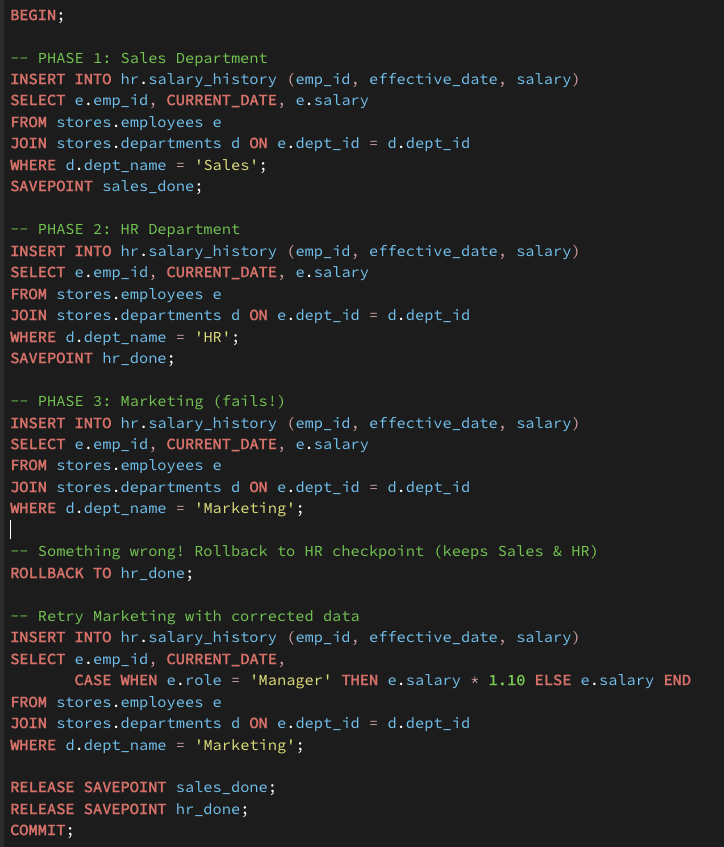 BEGIN;
-- PHASE 1: Sales Department
INSERT INTO hr.salary_history (emp_id, effective_date, salary)
SELECT e.emp_id, CURRENT_DATE, e.salary
FROM stores.employees e
JOIN stores.departments d ON e.dept_id = d.dept_id
WHERE d.dept_name = 'Sales';
SAVEPOINT sales_done;
-- PHASE 2: HR Department
INSERT INTO hr.salary_history (emp_id, effective_date, salary)
SELECT e.emp_id, CURRENT_DATE, e.salary
FROM stores.employees e
JOIN stores.departments d ON e.dept_id = d.dept_id
WHERE d.dept_name = 'HR';
SAVEPOINT hr_done;
-- PHASE 3: Marketing (fails!)
INSERT INTO hr.salary_history (emp_id, effective_date, salary)
SELECT e.emp_id, CURRENT_DATE, e.salary
FROM stores.employees e
JOIN stores.departments d ON e.dept_id = d.dept_id
WHERE d.dept_name = 'Marketing';
-- Something wrong! Rollback to HR checkpoint (keeps Sales & HR)
ROLLBACK TO hr_done;
-- Retry Marketing with corrected data
INSERT INTO hr.salary_history (emp_id, effective_date, salary)
SELECT e.emp_id, CURRENT_DATE,
       CASE WHEN e.role = 'Manager' THEN e.salary * 1.10 ELSE e.salary END
FROM stores.employees e
JOIN stores.departments d ON e.dept_id = d.dept_id
WHERE d.dept_name = 'Marketing';
RELEASE SAVEPOINT sales_done;
RELEASE SAVEPOINT hr_done;
COMMIT;